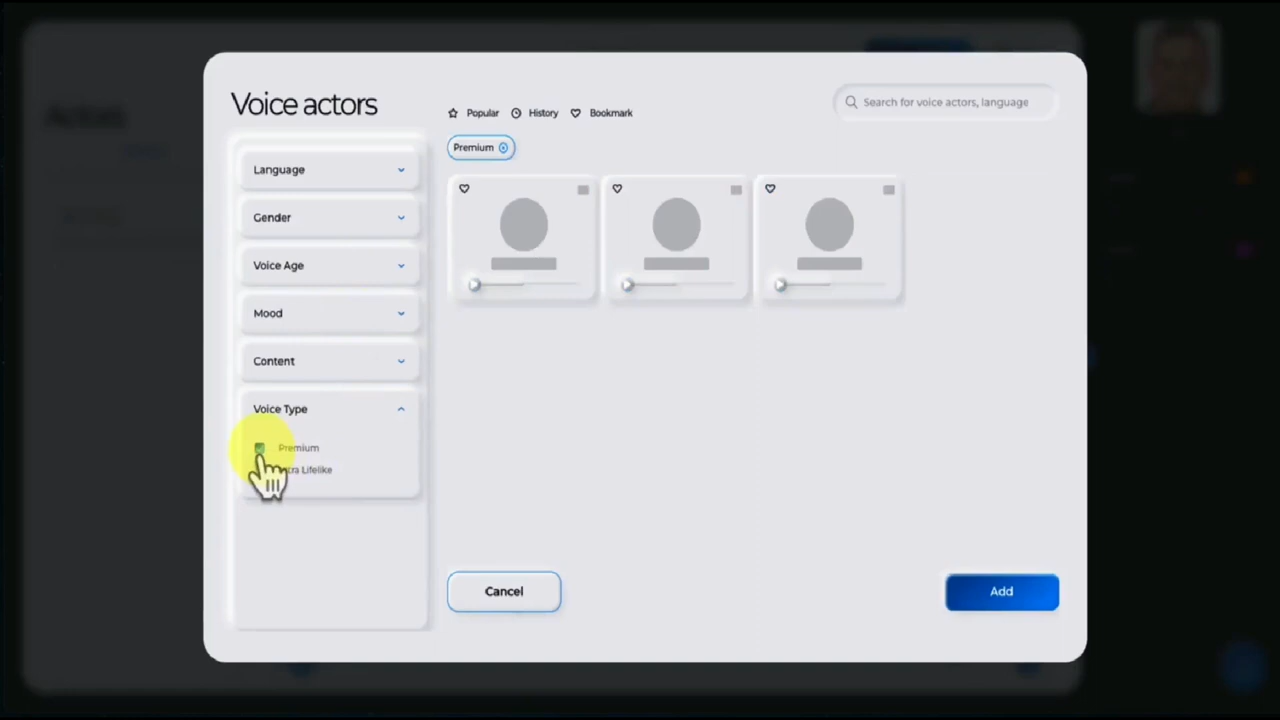 Voice actors
Popular
History
Bookmark
Search for voice actors, language
Premium
Language
Gender
Voice Age
Mood
Content
Voice Type
Premium
Lifelike
Cancel
Add